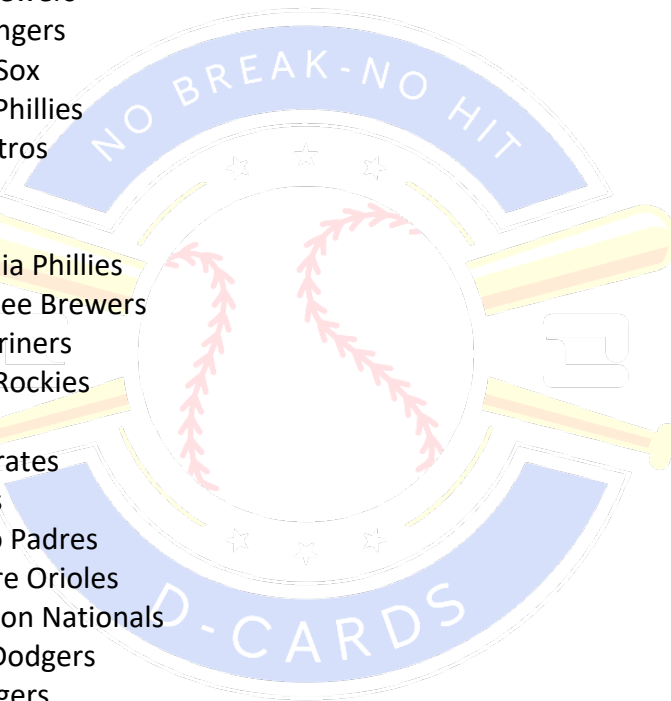 NO BREAK-NO HIT
ngers
Sox
Phillies
tros
ia Phillies
ee Brewers
riners
Rockies
rates
s
Padres
re Orioles
on Nationals
Dodgers
gers
D-CARDS